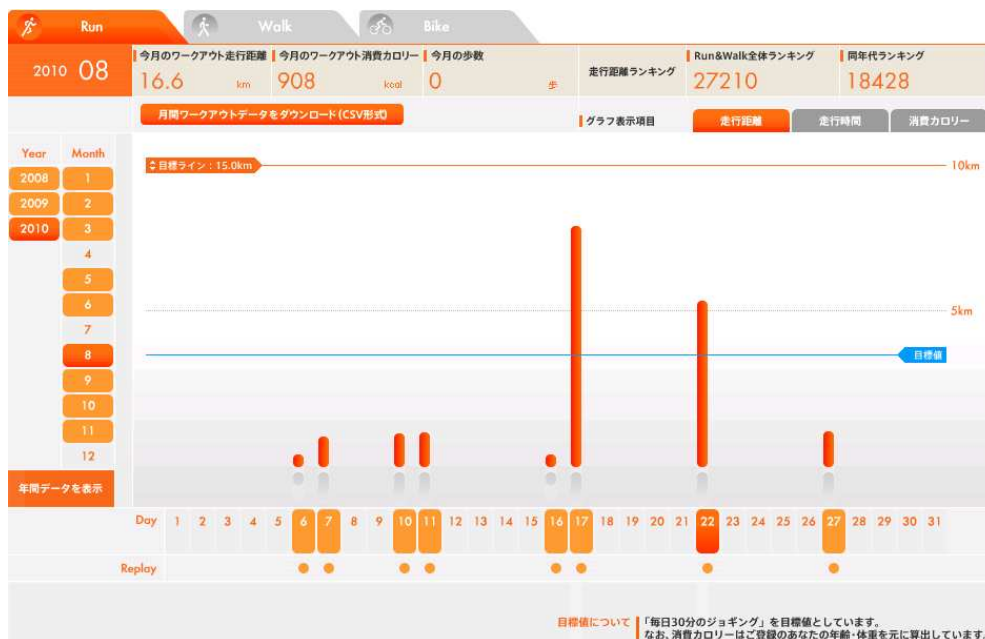 Run Walk Bike
2010 08
今月のワークアウト走行距離 今月のワークアウト消費カロリー 今月の歩数 走行距離ランキング Run&Walk全体ランキング 同年代ランキング
16.6 km 908 kcal 0 歩 27210 18428
月間ワークアウトデータをダウンロード(CSV形式) グラフ表示項目 走行距離 走行時間 消費カロリー
Year Month
目標ライン:15.0km 10km
2008 1
2009 2
2010 3
4
5
6
5km
7
8
目標値
9
10
11
12
年間データを表示
Day 1 2 3 4 5 6 7 8 9 10 11 12 13 14 15 16 17 18 19 20 21 22 23 24 25 26 27 28 29 30 31
Replay
目標値について 「毎日30分のジョギング」を目標値としています。
なお、消費カロリーはご登録のあなたの年齢・体重を元に算出しています。